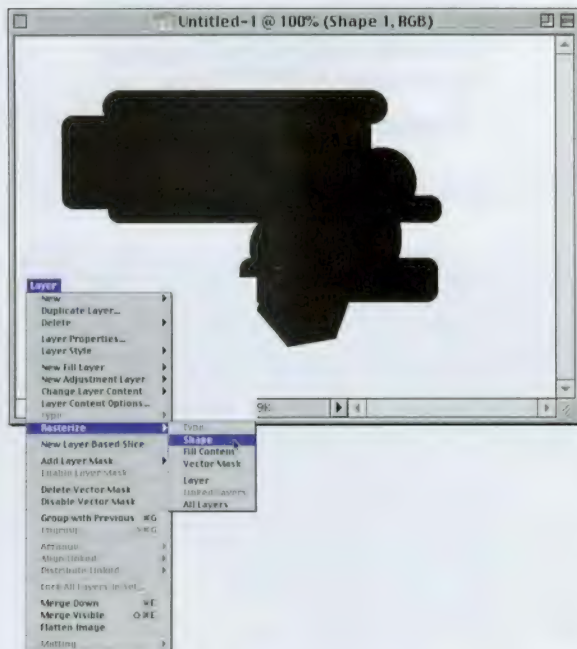 Untitled-1 @ 100% (Shape 1, RGB)
Layer
New
Duplicate Layer...
Delete
Layer Properties...
Layer Style
New Fill Layer
New Adjustment Layer
Change Layer Content
Layer Content Options...
Type
Rasterize
New Layer Based Slice
Add Layer Mask
Enable Layer Mask
Delete Vector Mask
Disable Vector Mask
Group with Previous ⌘G
Ungroup ⇧⌘G
Arrange
Align Linked
Distribute Linked
Lock All Layers In Set...
Merge Down ⌘E
Merge Visible ⇧⌘E
Flatten Image
Matting
9K
Type
Shape
Fill Content
Vector Mask
Layer
Linked Layers
All Layers